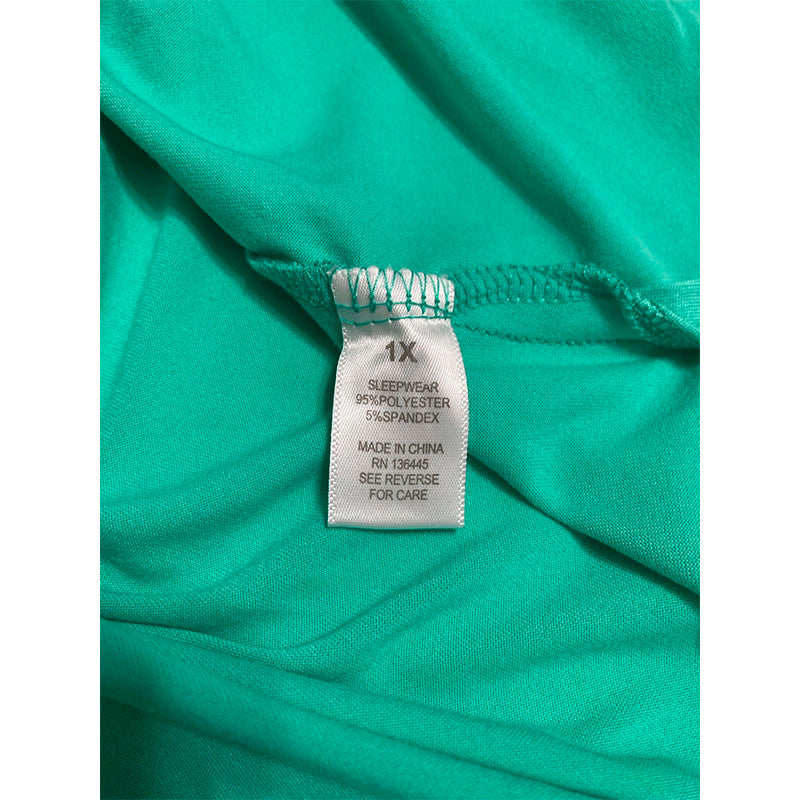 1X
SLEEPWEAR
95%POLYESTER
5%SPANDEX
MADE IN CHINA
RN 136445
SEE REVERSE
FOR CARE